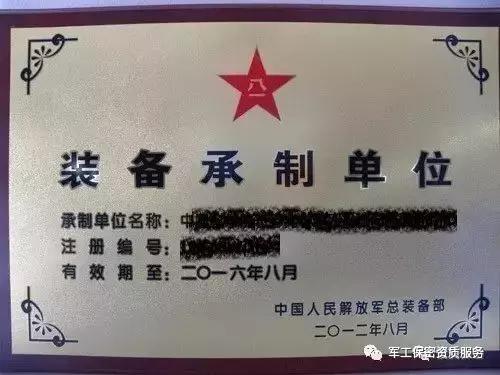 八一
装备承制单位
承制单位名称：中
注册编号：
有效期至：二〇一六年八月
中国人民解放军总装备部
二〇一二年八月
军工保密资质服务